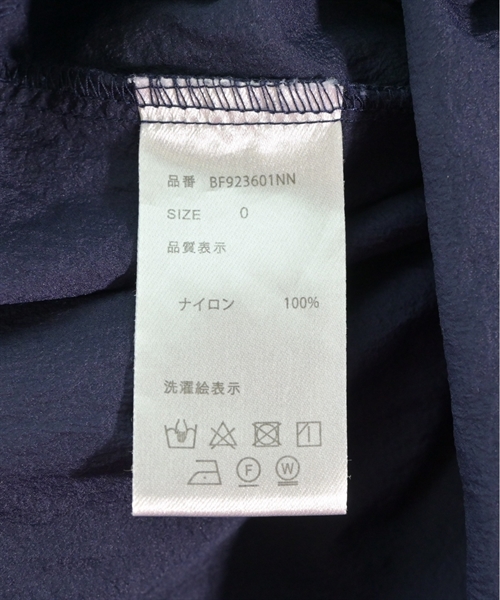 品番 BF923601NN
SIZE 0
品質表示
ナイロン 100%
洗濯絵表示
F W